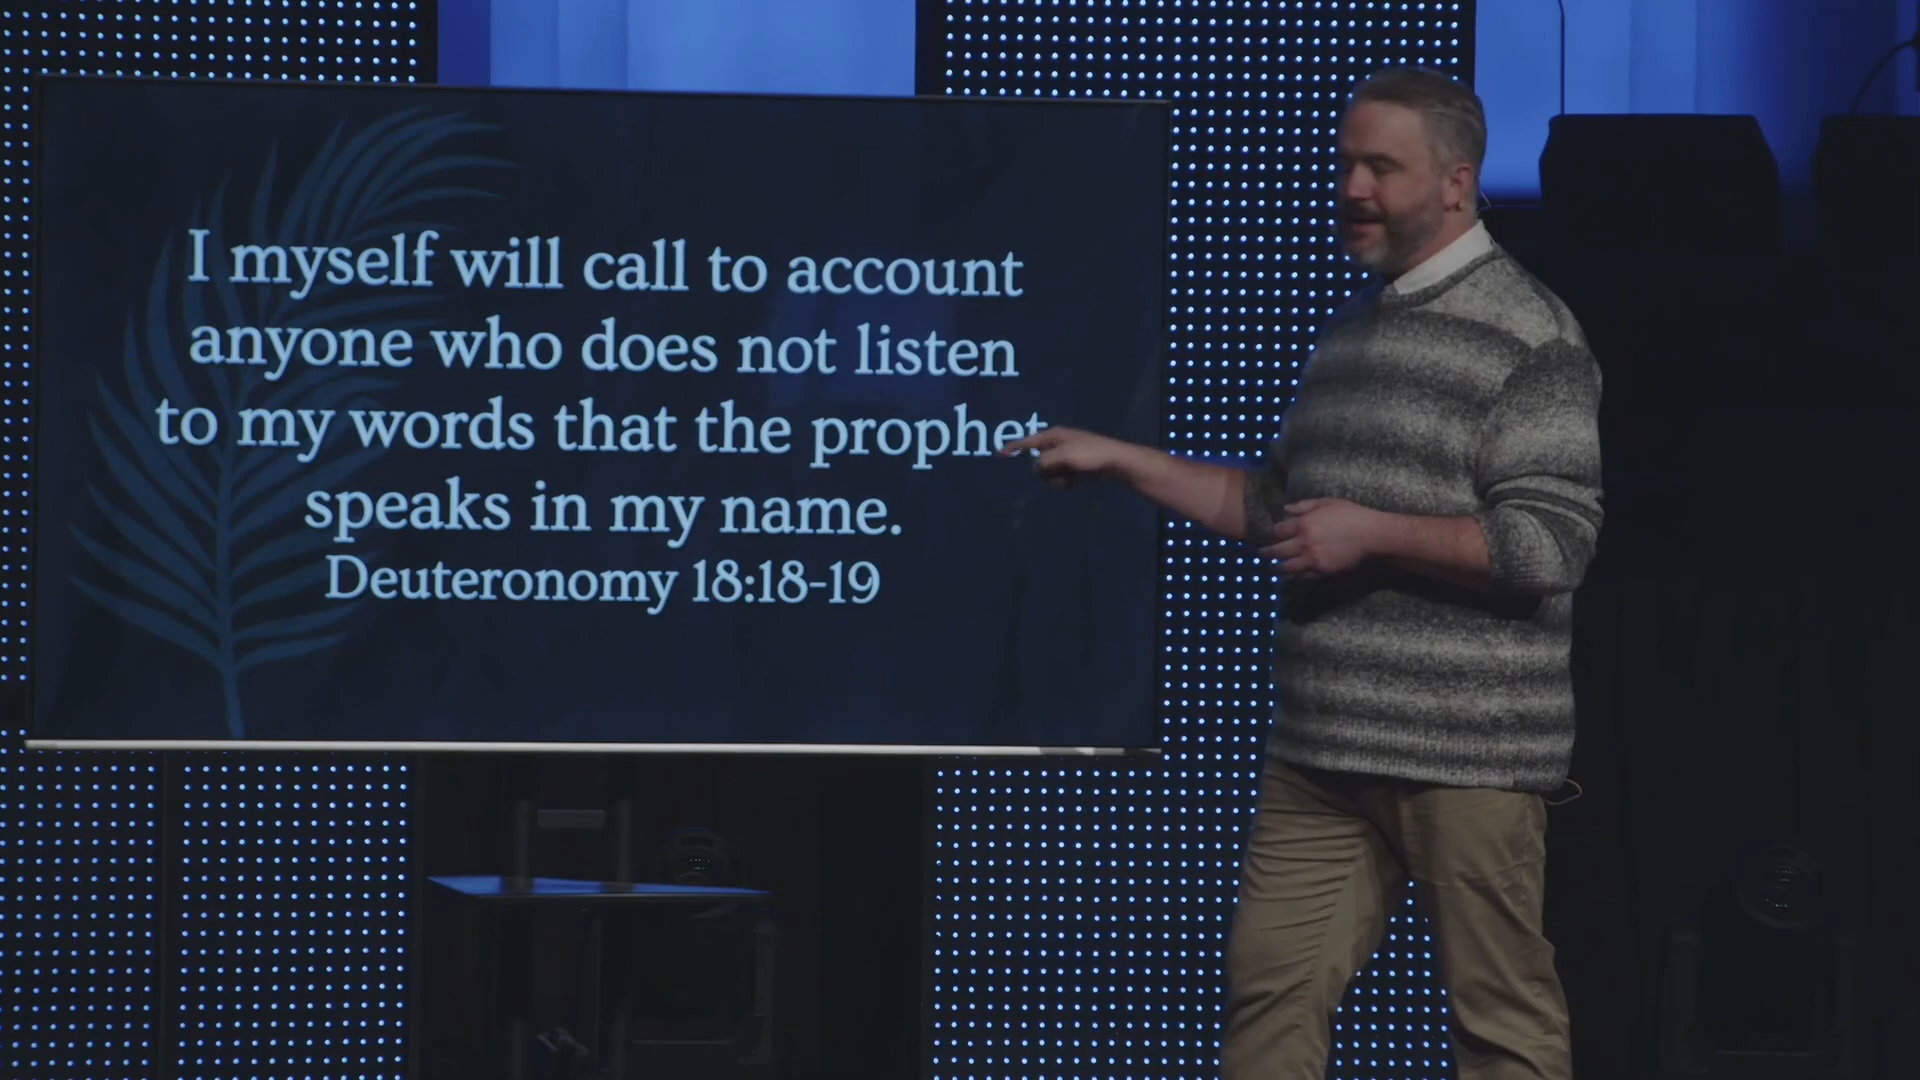 I myself will call to account
anyone who does not listen
to my words that the prophet
speaks in my name.
Deuteronomy 18:18-19